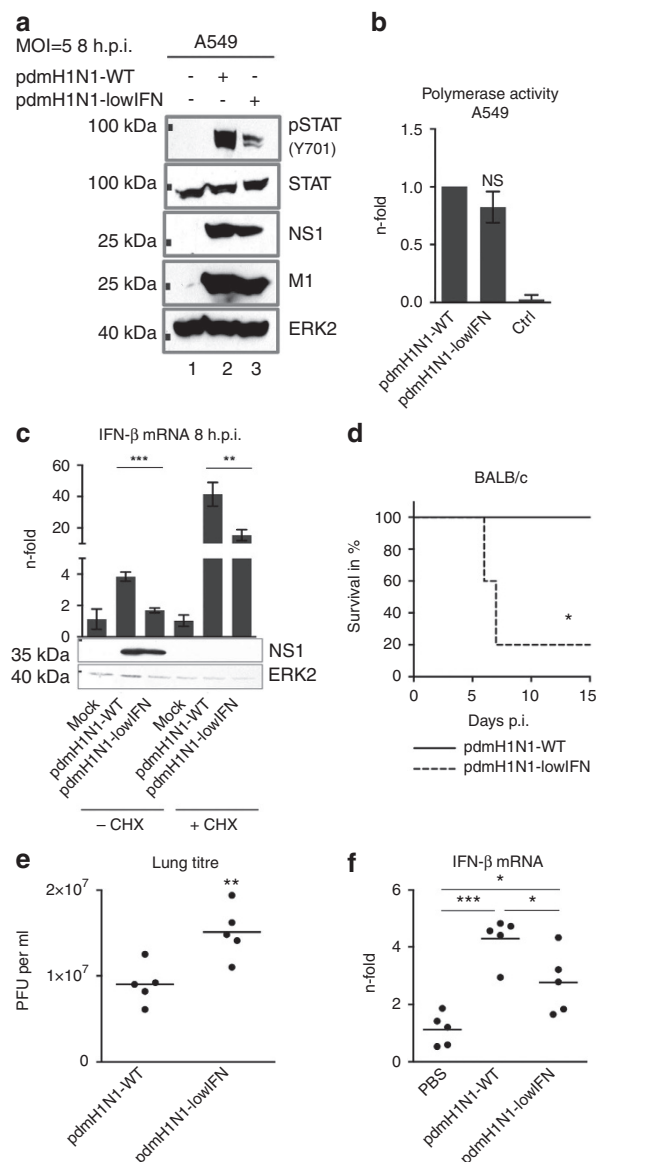 a
MOI=5 8 h.p.i. A549
pdmH1N1-WT - + -
pdmH1N1-lowIFN - - +
100 kDa pSTAT
(Y701)
100 kDa STAT
25 kDa NS1
25 kDa M1
40 kDa ERK2
1 2 3
b
Polymerase activity
A549
n-fold
1.5
1.0
0.5
0.0
NS
pdmH1N1-WT
pdmH1N1-lowIFN
Ctrl
c
IFN-β mRNA 8 h.p.i.
*** **
n-fold
60
40
20
4
2
0
35 kDa NS1
40 kDa ERK2
Mock
pdmH1N1-WT
pdmH1N1-lowIFN
Mock
pdmH1N1-WT
pdmH1N1-lowIFN
– CHX + CHX
d
BALB/c
Survival in %
100
80
60
40
20
0
*
0 5 10 15
Days p.i.
pdmH1N1-WT
pdmH1N1-lowIFN
e
Lung titre
PFU per ml
2×10⁷
1×10⁷
0
**
pdmH1N1-WT
pdmH1N1-lowIFN
f
IFN-β mRNA
n-fold
6
4
2
0
*
*** *
PBS
pdmH1N1-WT
pdmH1N1-lowIFN